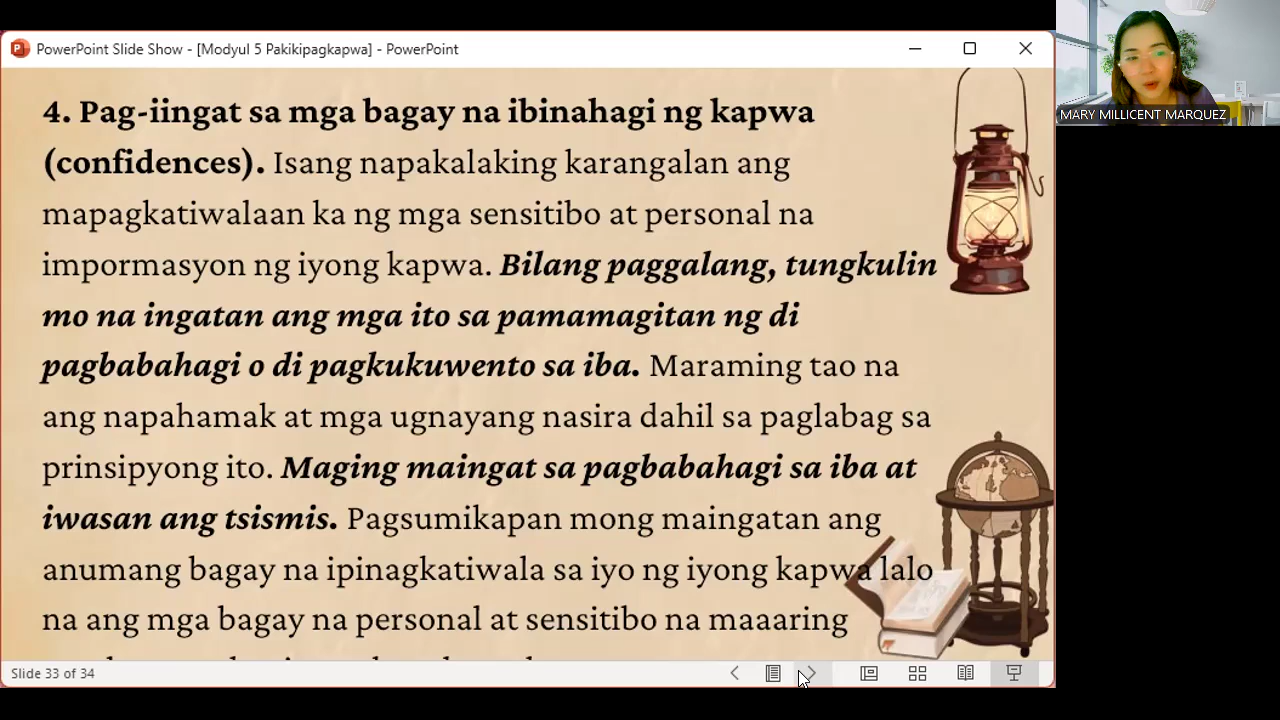 PowerPoint Slide Show - [Modyul 5 Pakikipagkapwa] - PowerPoint
MARY MILLICENT MARQUEZ
4. Pag-iingat sa mga bagay na ibinahagi ng kapwa
(confidences). Isang napakalaking karangalan ang
mapagkatiwalaan ka ng mga sensitibo at personal na
impormasyon ng iyong kapwa. Bilang paggalang, tungkulin
mo na ingatan ang mga ito sa pamamagitan ng di
pagbabahagi o di pagkukuwento sa iba. Maraming tao na
ang napahamak at mga ugnayang nasira dahil sa paglabag sa
prinsipyong ito. Maging maingat sa pagbabahagi sa iba at
iwasan ang tsismis. Pagsumikapan mong maingatan ang
anumang bagay na ipinagkatiwala sa iyo ng iyong kapwa lalo
na ang mga bagay na personal at sensitibo na maaaring
Slide 33 of 34